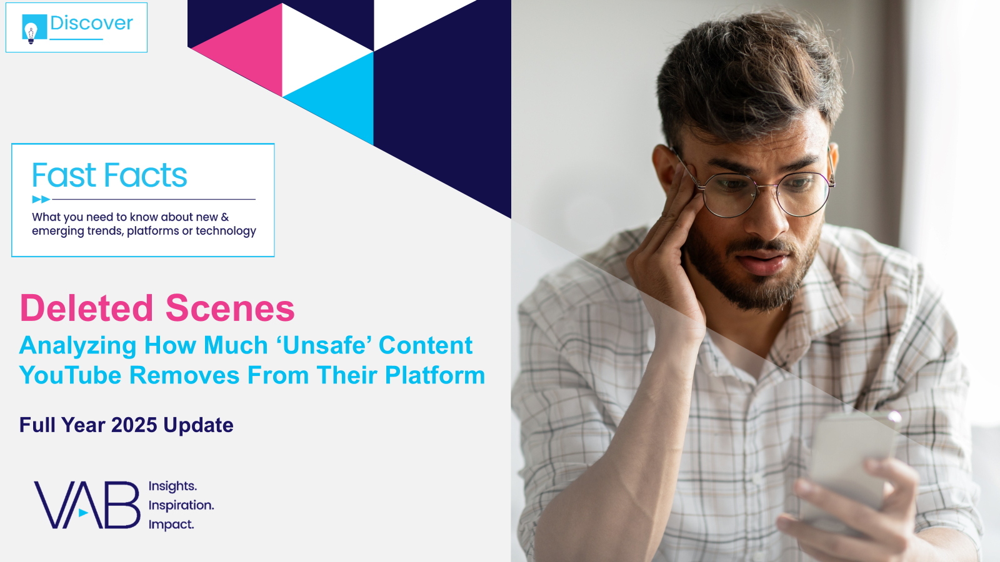 Discover
Fast Facts
What you need to know about new &
emerging trends, platforms or technology
Deleted Scenes
Analyzing How Much ‘Unsafe’ Content
YouTube Removes From Their Platform
Full Year 2025 Update
VAB
Insights.
Inspiration.
Impact.